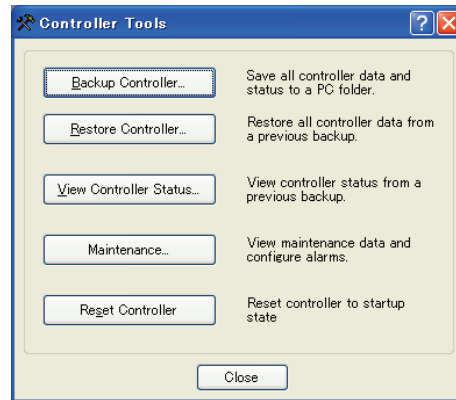 Controller Tools
Backup Controller...
Save all controller data and
status to a PC folder.
Restore Controller...
Restore all controller data from
a previous backup.
View Controller Status...
View controller status from a
previous backup.
Maintenance...
View maintenance data and
configure alarms.
Reset Controller
Reset controller to startup
state
Close